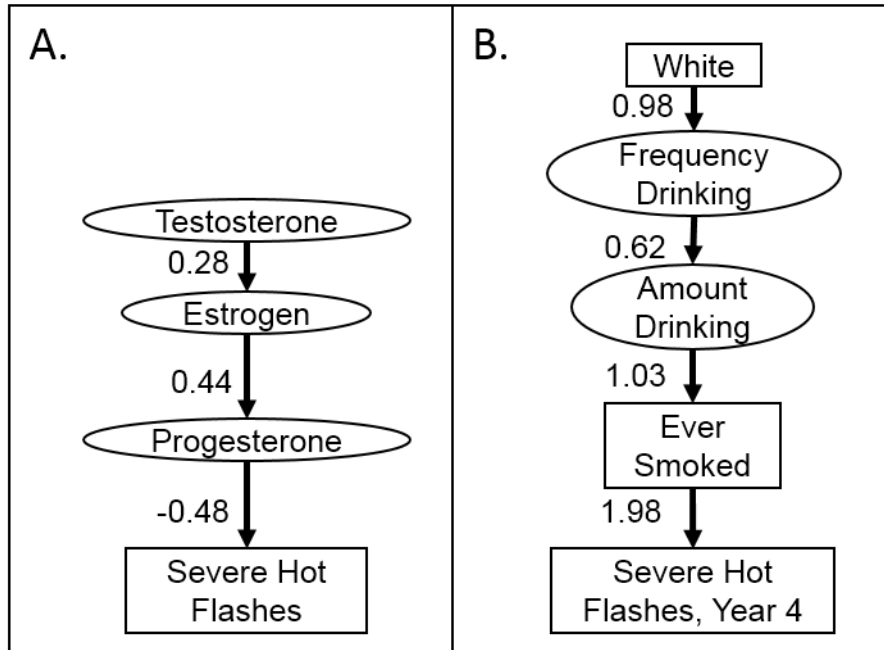 A.
Testosterone
0.28
Estrogen
0.44
Progesterone
-0.48
Severe Hot
Flashes
B.
White
0.98
Frequency
Drinking
0.62
Amount
Drinking
1.03
Ever
Smoked
1.98
Severe Hot
Flashes, Year 4